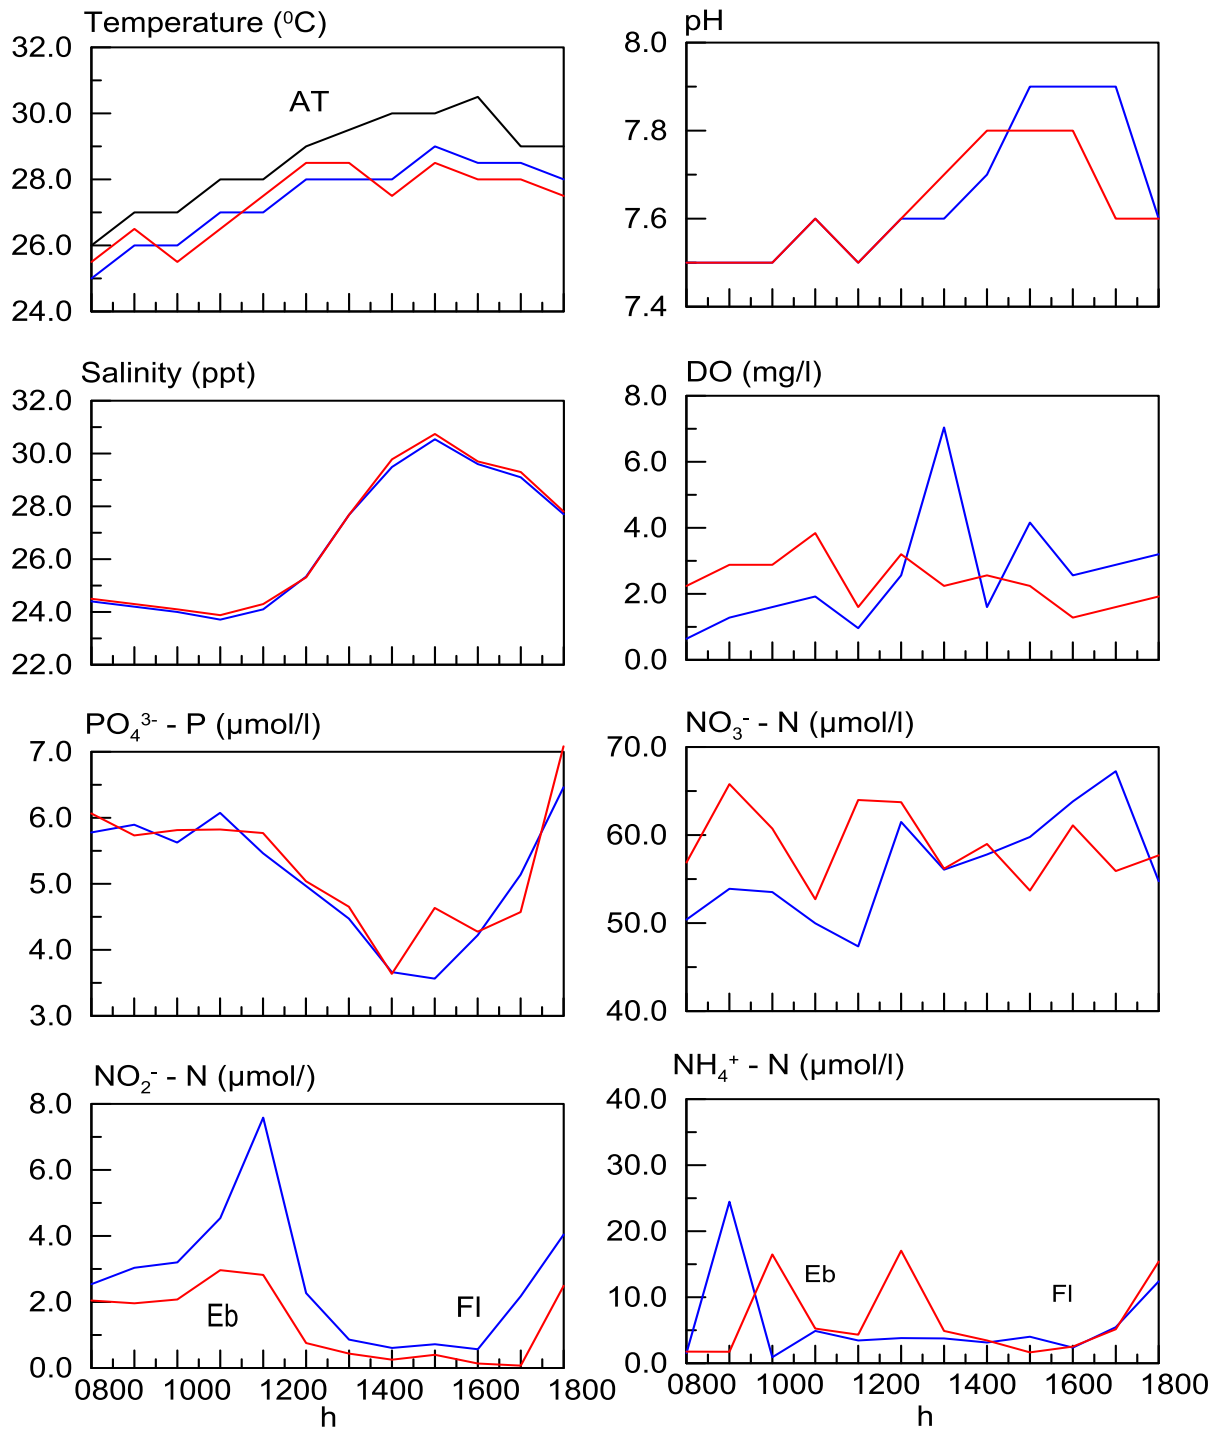 Temperature (⁰C)
32.0
30.0
28.0
26.0
24.0
AT
pH
8.0
7.8
7.6
7.4
Salinity (ppt)
32.0
30.0
28.0
26.0
24.0
22.0
DO (mg/l)
8.0
6.0
4.0
2.0
0.0
PO₄³⁻ - P (µmol/l)
7.0
6.0
5.0
4.0
3.0
NO₃⁻ - N (µmol/l)
70.0
60.0
50.0
40.0
NO₂⁻ - N (µmol/)
8.0
6.0
4.0
2.0
0.0
Eb
Fl
0800 1000 1200 1400 1600 1800
h
NH₄⁺ - N (µmol/l)
40.0
30.0
20.0
10.0
0.0
Eb
Fl
0800 1000 1200 1400 1600 1800
h